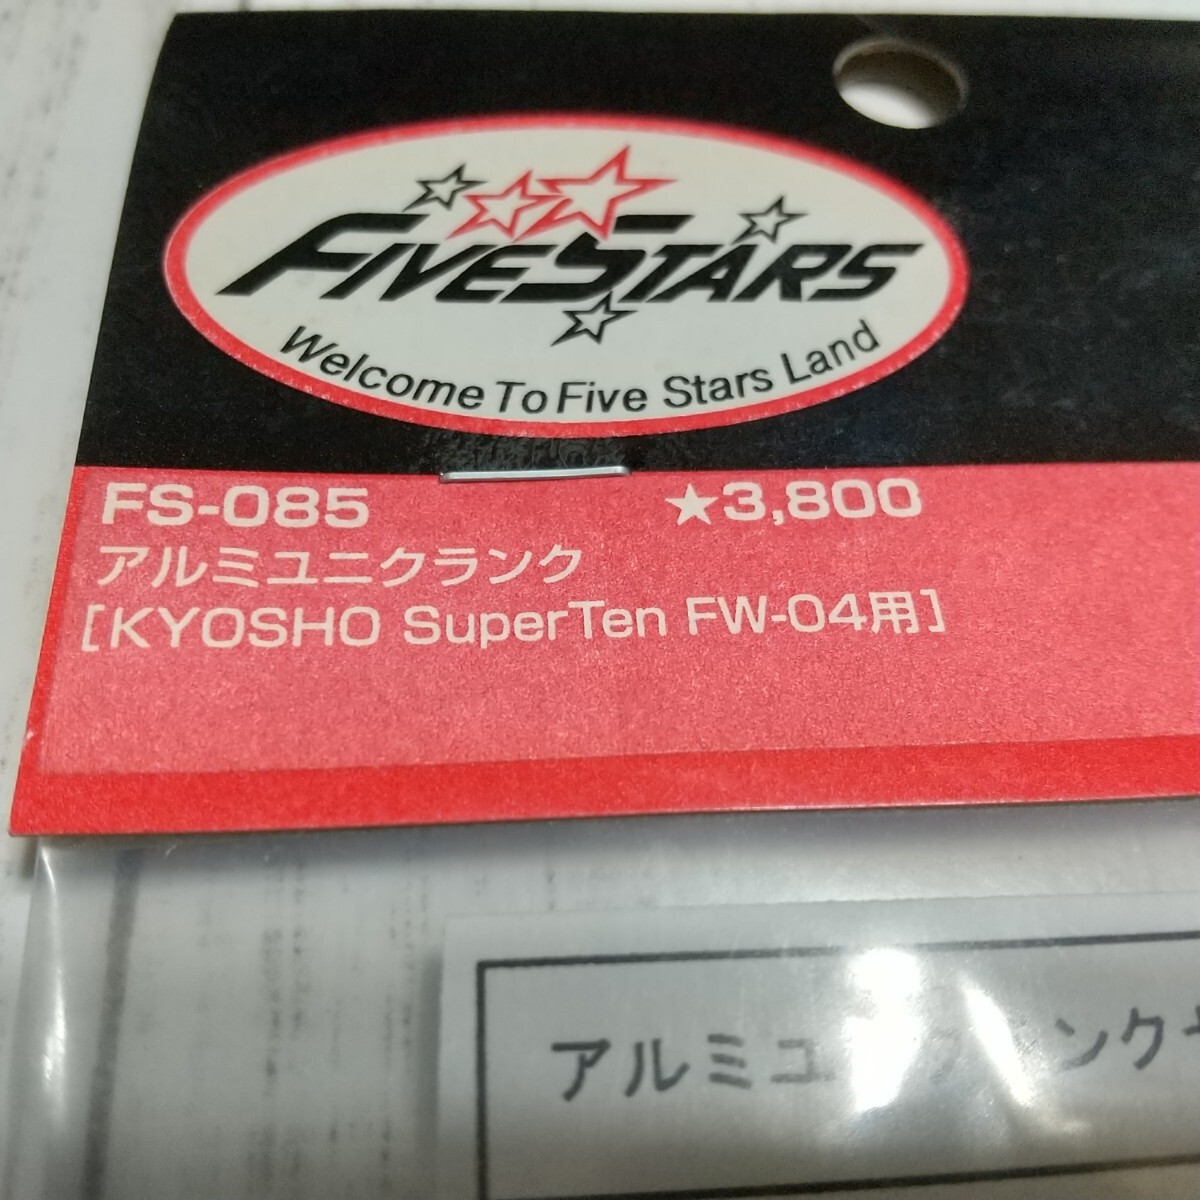 FIVESTARS
Welcome To Five Stars Land
FS-085 ★3,800
アルミユニクランク
[KYOSHO SuperTen FW-04用]
アルミユ ンク